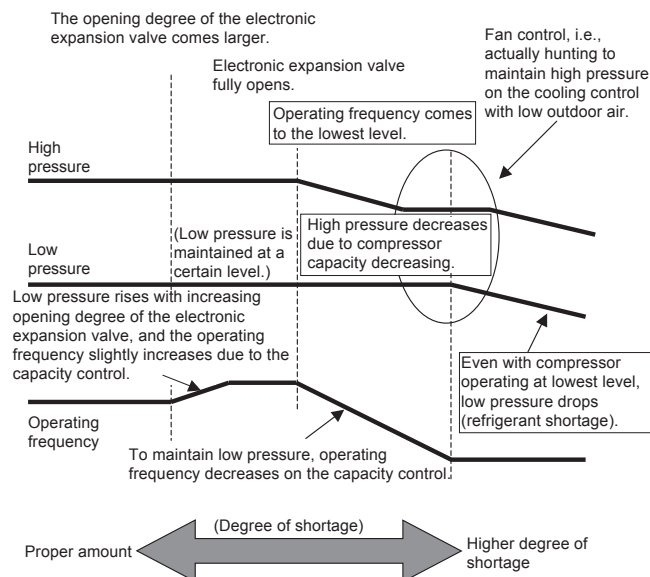 The opening degree of the electronic
expansion valve comes larger.
Electronic expansion valve
fully opens.
Fan control, i.e.,
actually hunting to
maintain high pressure
on the cooling control
with low outdoor air.
Operating frequency comes
to the lowest level.
High
pressure
(Low pressure is
maintained at a
certain level.)
High pressure decreases
due to compressor
capacity decreasing.
Low
pressure
Low pressure rises with increasing
opening degree of the electronic
expansion valve, and the operating
frequency slightly increases due to the
capacity control.
Even with compressor
operating at lowest level,
low pressure drops
(refrigerant shortage).
Operating
frequency
To maintain low pressure, operating
frequency decreases on the capacity control.
(Degree of shortage)
Proper amount
Higher degree of
shortage